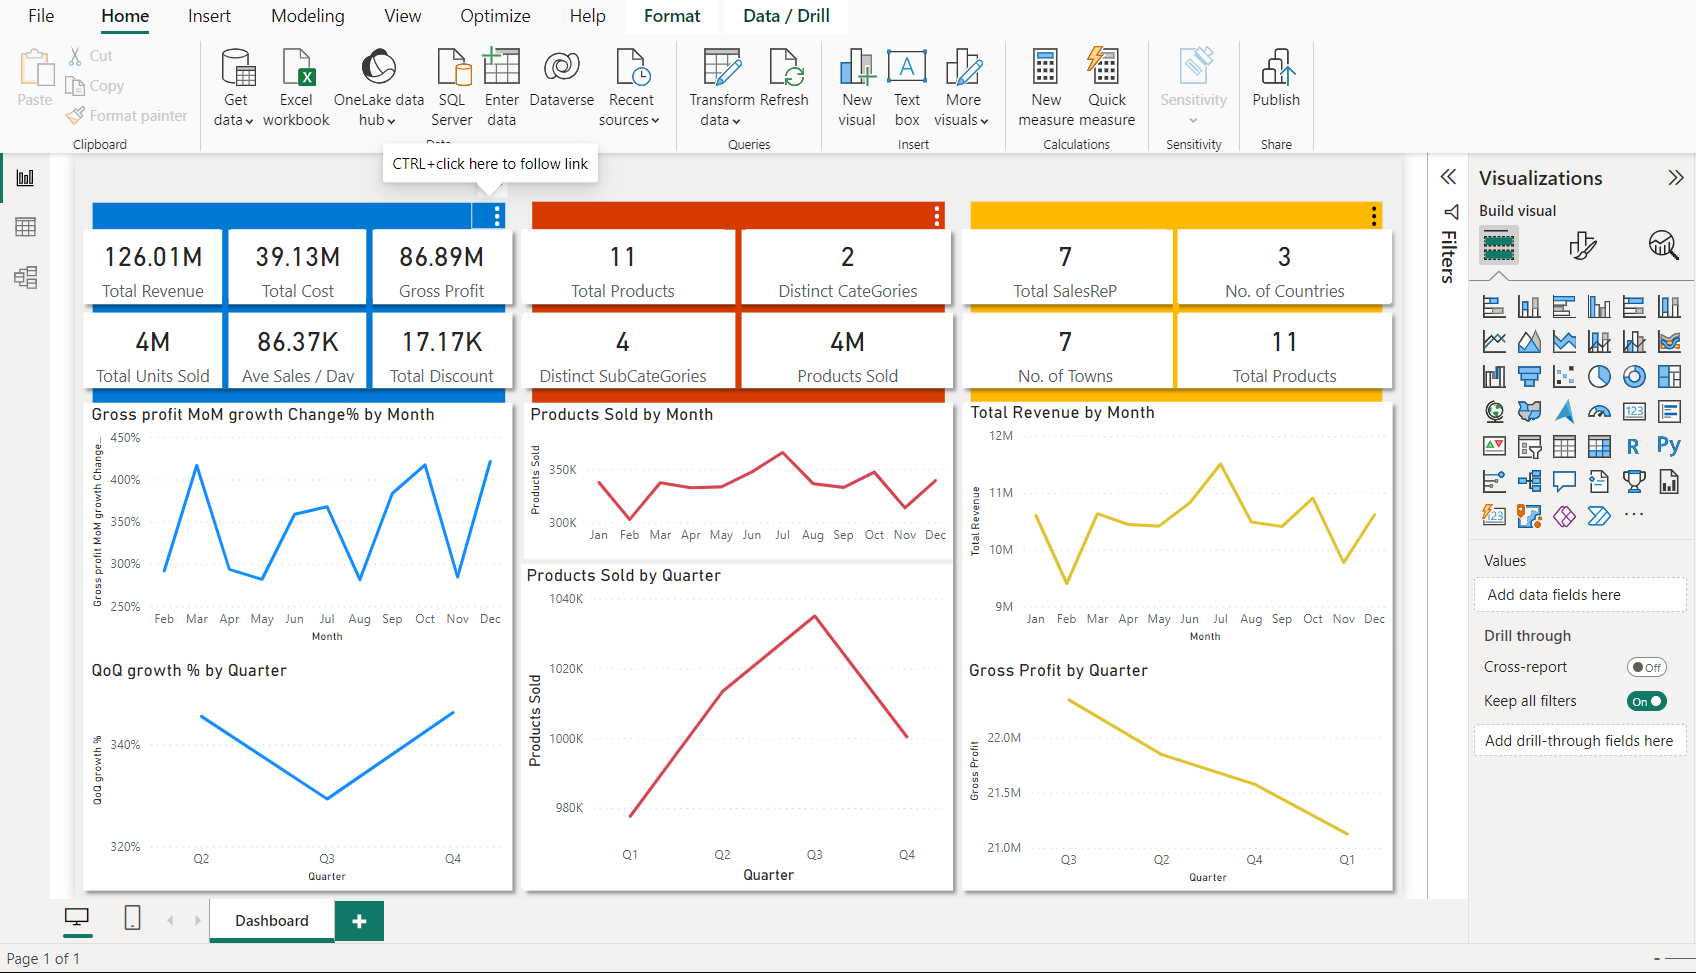 File Home Insert Modeling View Optimize Help Format Data / Drill
Paste
Cut
Copy
Format painter
Clipboard
Get data
Excel workbook
OneLake data hub
SQL Server
Enter data
Dataverse
Recent sources
Transform data
Refresh
Queries
New visual
A
Text box
More visuals
Insert
New measure
Quick measure
Calculations
Sensitivity
Sensitivity
Publish
Share
CTRL+click here to follow link
126.01M
Total Revenue
39.13M
Total Cost
86.89M
Gross Profit
4M
Total Units Sold
86.37K
Ave Sales / Day
17.17K
Total Discount
Gross profit MoM growth Change% by Month
Gross profit MoM growth Change...
450%
400%
350%
300%
250%
Feb Mar Apr May Jun Jul Aug Sep Oct Nov Dec
Month
QoQ growth % by Quarter
QoQ growth %
340%
320%
Q2 Q3 Q4
Quarter
11
Total Products
2
Distinct CateGories
4
Distinct SubCateGories
4M
Products Sold
Products Sold by Month
Products Sold
350K
300K
Jan Feb Mar Apr May Jun Jul Aug Sep Oct Nov Dec
Products Sold by Quarter
Products Sold
1040K
1020K
1000K
980K
Q1 Q2 Q3 Q4
Quarter
7
Total SalesReP
3
No. of Countries
7
No. of Towns
11
Total Products
Total Revenue by Month
Total Revenue
12M
11M
10M
9M
Jan Feb Mar Apr May Jun Jul Aug Sep Oct Nov Dec
Month
Gross Profit by Quarter
Gross Profit
22.0M
21.5M
21.0M
Q3 Q2 Q4 Q1
Quarter
Filters
Visualizations
Build visual
123
R
Py
123
Values
Add data fields here
Drill through
Cross-report Off
Keep all filters On
Add drill-through fields here
Dashboard
Page 1 of 1